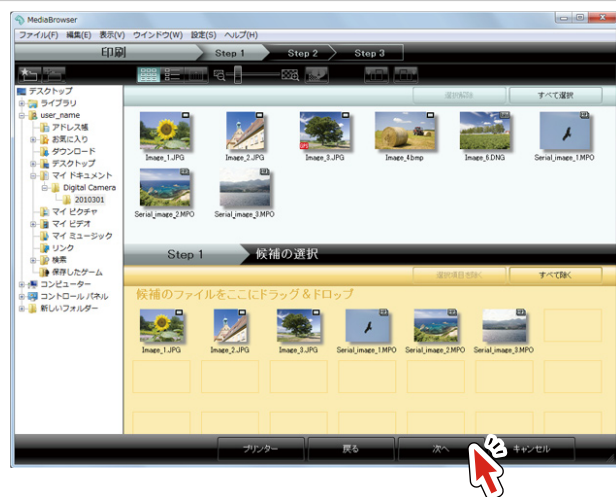 MediaBrowser
ファイル(F) 編集(E) 表示(V) ウインドウ(W) 設定(S) ヘルプ(H)
印刷 Step 1 Step 2 Step 3
選択解除 すべて選択
デスクトップ
ライブラリ
user_name
アドレス帳
お気に入り
ダウンロード
デスクトップ
マイ ドキュメント
Digital Camera
2010301
マイ ピクチャ
マイ ビデオ
マイ ミュージック
リンク
検索
保存したゲーム
コンピューター
コントロール パネル
新しいフォルダー
Image_1.JPG Image_2.JPG Image_3.JPG Image_4.bmp Image_6.DNG Serial_image_1.MPO
Serial_image_2.MPO Serial_image_3.MPO
Step 1 候補の選択
選択項目を除く すべて除く
候補のファイルをここにドラッグ＆ドロップ
Image_1.JPG Image_2.JPG Image_3.JPG Serial_image_1.MPO Serial_image_2.MPO Serial_image_3.MPO
プリンター 戻る 次へ キャンセル